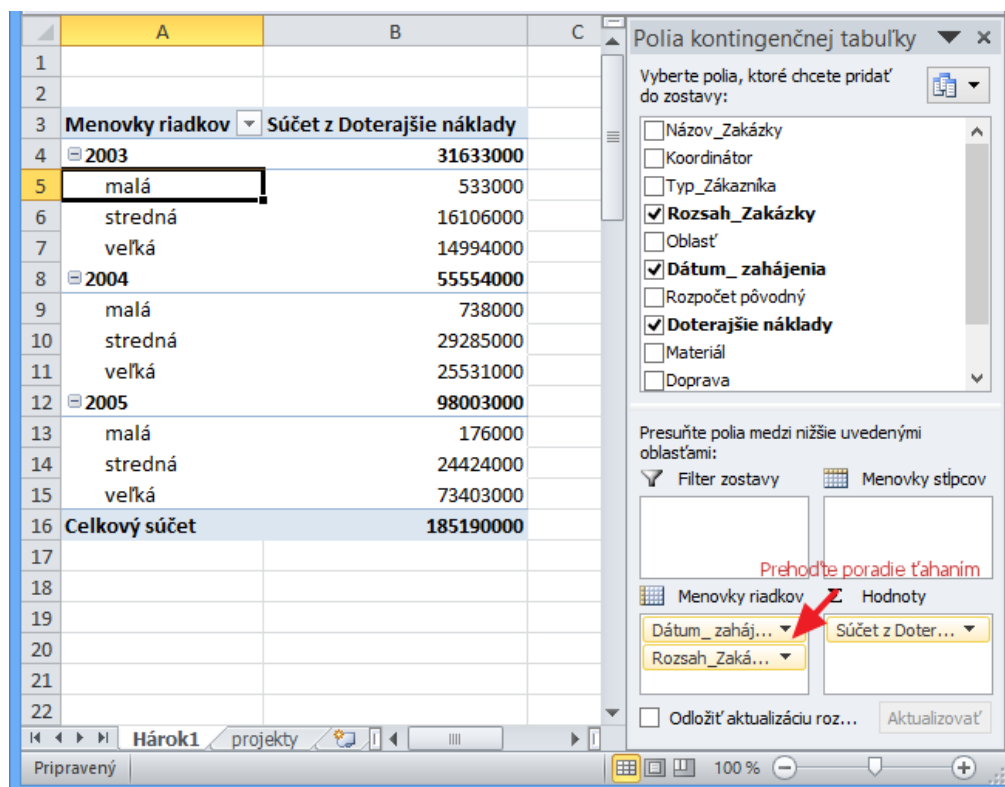 A B C
1
2
3 Menovky riadkov Súčet z Doterajšie náklady
4 2003 31633000
5 malá 533000
6 stredná 16106000
7 veľká 14994000
8 2004 55554000
9 malá 738000
10 stredná 29285000
11 veľká 25531000
12 2005 98003000
13 malá 176000
14 stredná 24424000
15 veľká 73403000
16 Celkový súčet 185190000
17
18
19
20
21
22
Hárok1 projekty
Pripravený
100 %
Polia kontingenčnej tabuľky
Vyberte polia, ktoré chcete pridať
do zostavy:
Názov_Zakázky
Koordinátor
Typ_Zákazníka
Rozsah_Zakázky
Oblasť
Dátum_ zahájenia
Rozpočet pôvodný
Doterajšie náklady
Materiál
Doprava
Presuňte polia medzi nižšie uvedenými
oblasťami:
Filter zostavy Menovky stĺpcov
Prehoďte poradie ťahaním
Menovky riadkov Σ Hodnoty
Dátum_ zaháj... Súčet z Doter...
Rozsah_Zaká...
Odložiť aktualizáciu roz... Aktualizovať